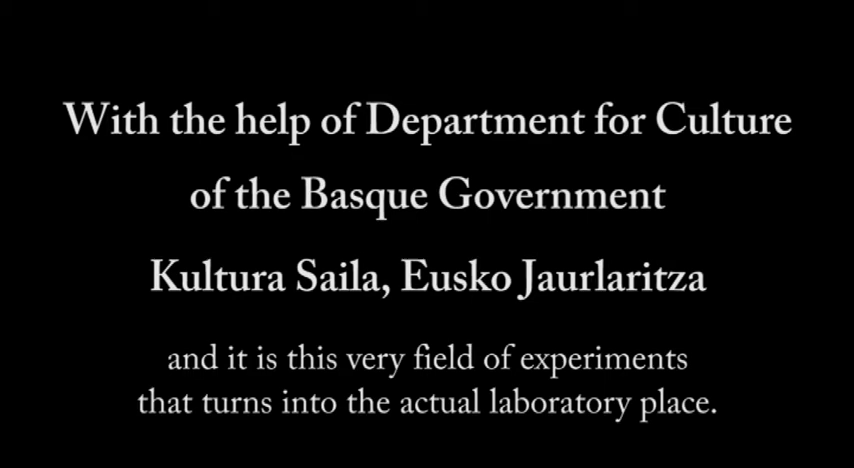 With the help of Department for Culture
of the Basque Government
Kultura Saila, Eusko Jaurlaritza
and it is this very field of experiments
that turns into the actual laboratory place.